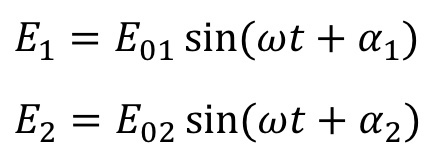 E₁ = E₀₁ sin(ωt + α₁)
E₂ = E₀₂ sin(ωt + α₂)